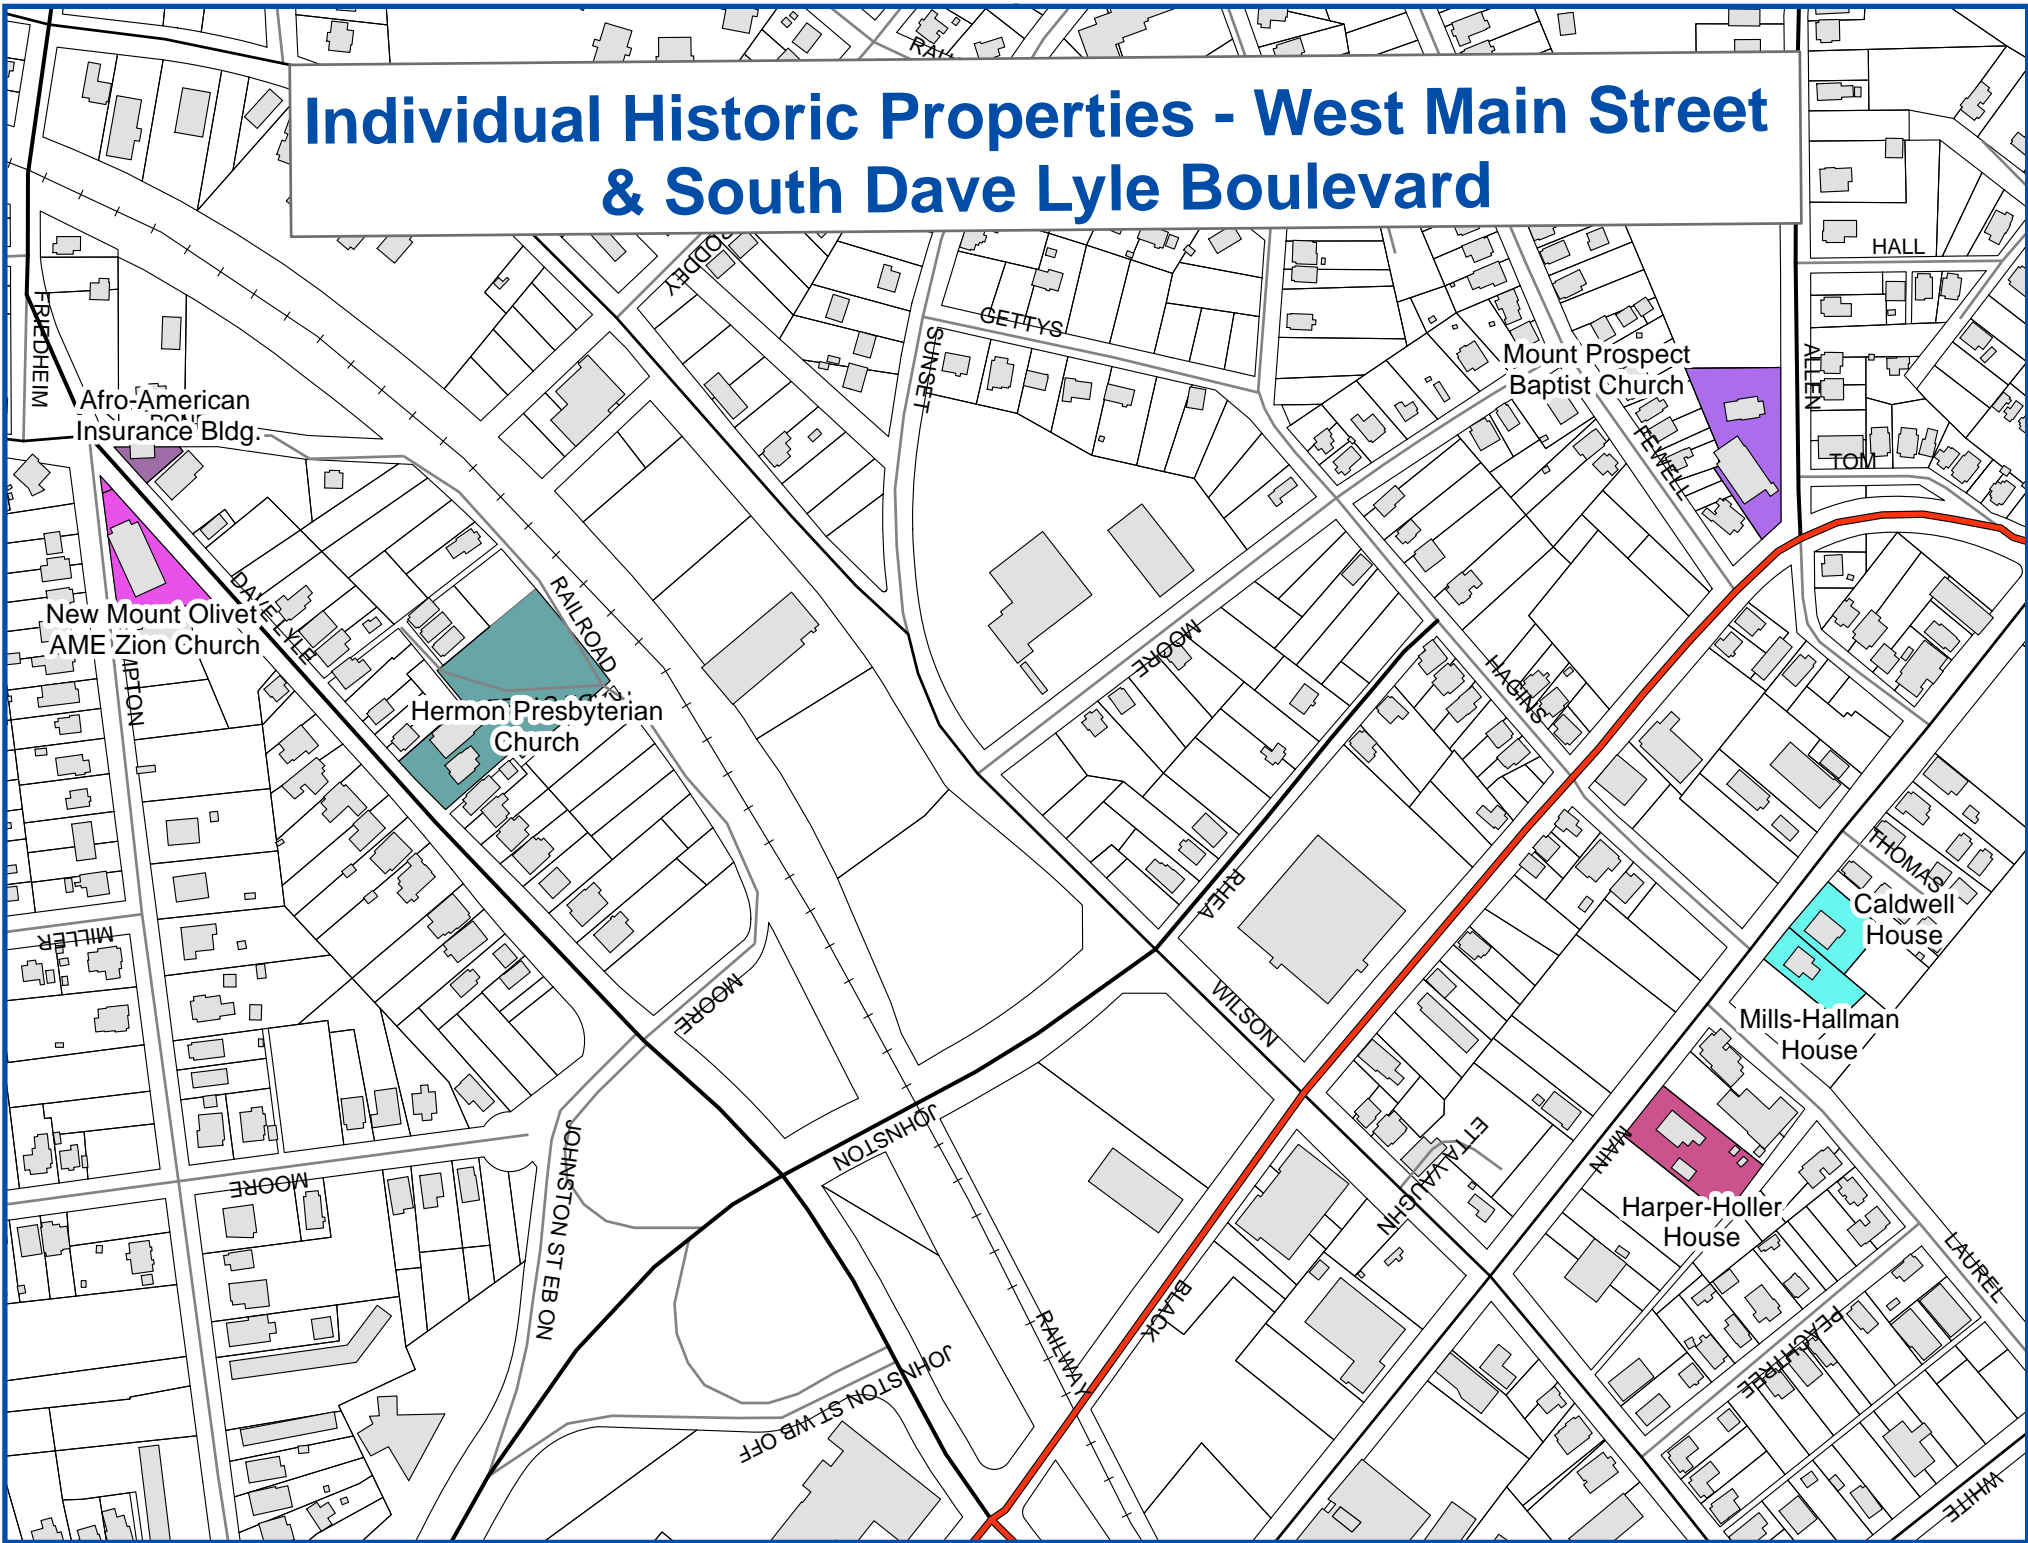 Individual Historic Properties - West Main Street
& South Dave Lyle Boulevard
HALL
FRIEDHEIM
RODDEY
SUNSET
GETTYS
Mount Prospect
Baptist Church
ALLEN
Afro-American
Insurance Bldg.
FEWELL
TOM
New Mount Olivet
AME Zion Church
DAVE LYLE
RAILROAD
MOORE
HAGINS
Hermon Presbyterian
Church
RHEA
THOMAS
Caldwell
House
MILLER
MOORE
WILSON
Mills-Hallman
House
JOHNSTON
JOHNSTON ST EB ON
ETTA VAUGHN
MAIN
MOORE
Harper-Holler
House
LAUREL
BLACK
RAILWAY
PEACHTREE
JOHNSTON ST WB OFF
WHITE